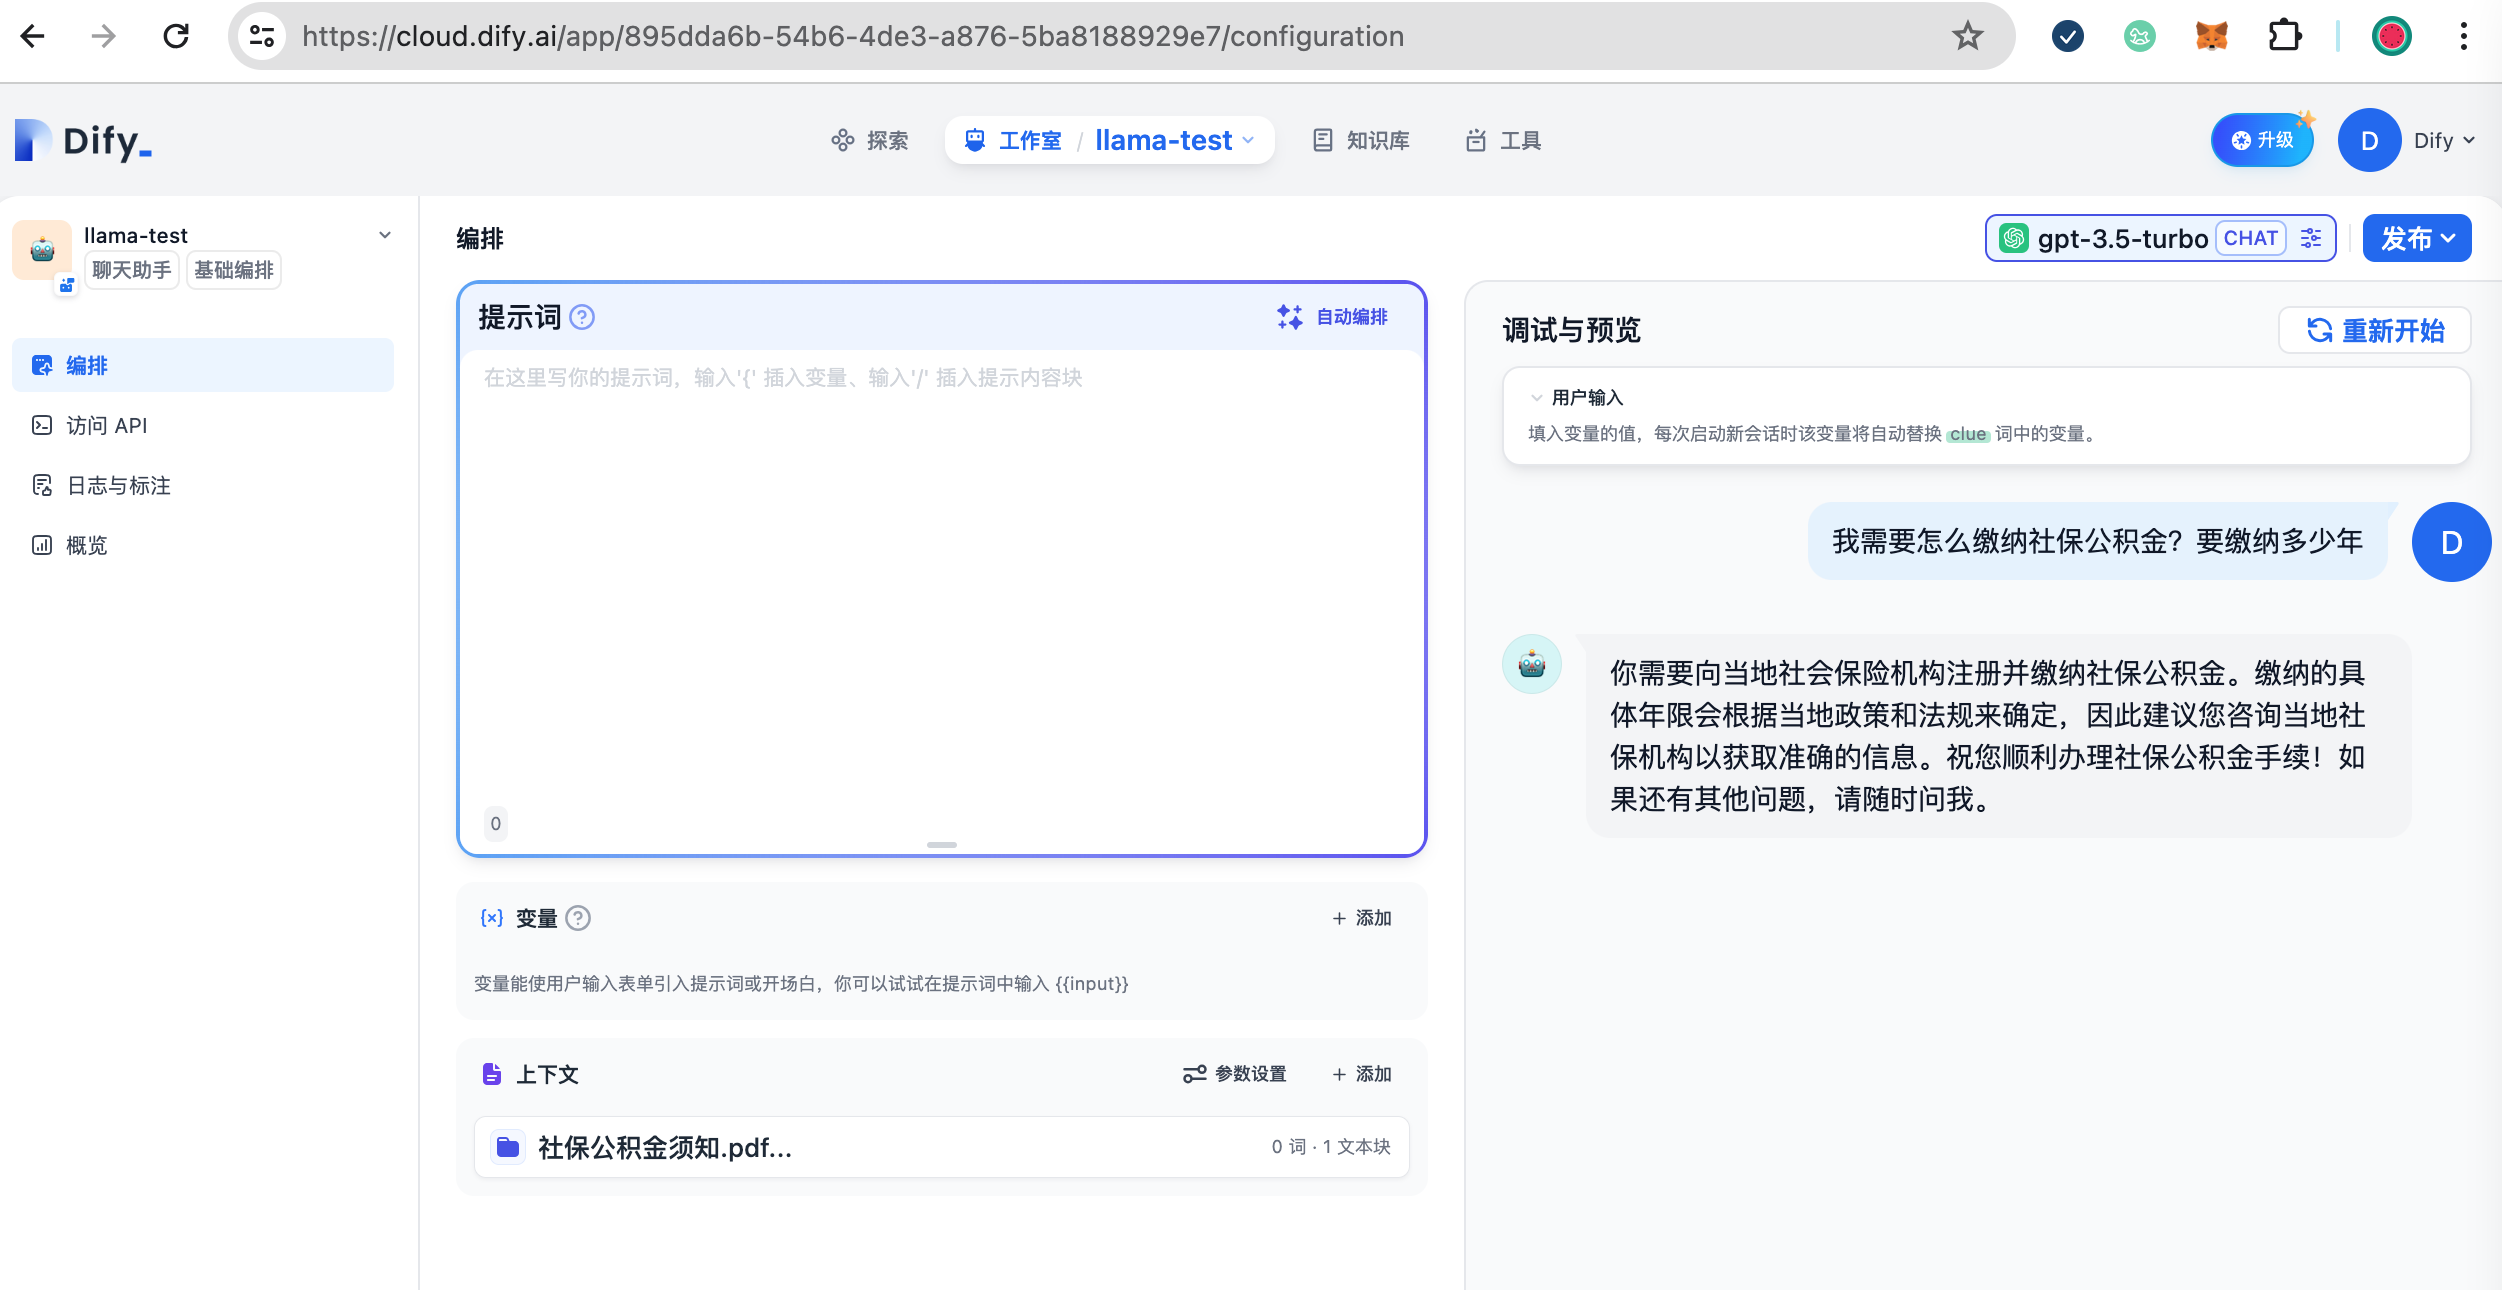 https://cloud.dify.ai/app/895dda6b-54b6-4de3-a876-5ba8188929e7/configuration
Dify_
探索
工作室 / llama-test
知识库
工具
升级
D
Dify
llama-test
聊天助手
基础编排
编排
访问 API
日志与标注
概览
编排
gpt-3.5-turbo
CHAT
发布
提示词
自动编排
在这里写你的提示词，输入'{' 插入变量、输入'/' 插入提示内容块
0
变量
+ 添加
变量能使用户输入表单引入提示词或开场白，你可以试试在提示词中输入 {{input}}
上下文
参数设置
+ 添加
社保公积金须知.pdf...
0 词 · 1 文本块
调试与预览
重新开始
用户输入
填入变量的值，每次启动新会话时该变量将自动替换 clue 词中的变量。
我需要怎么缴纳社保公积金？要缴纳多少年
D
你需要向当地社会保险机构注册并缴纳社保公积金。缴纳的具
体年限会根据当地政策和法规来确定，因此建议您咨询当地社
保机构以获取准确的信息。祝您顺利办理社保公积金手续！如
果还有其他问题，请随时问我。